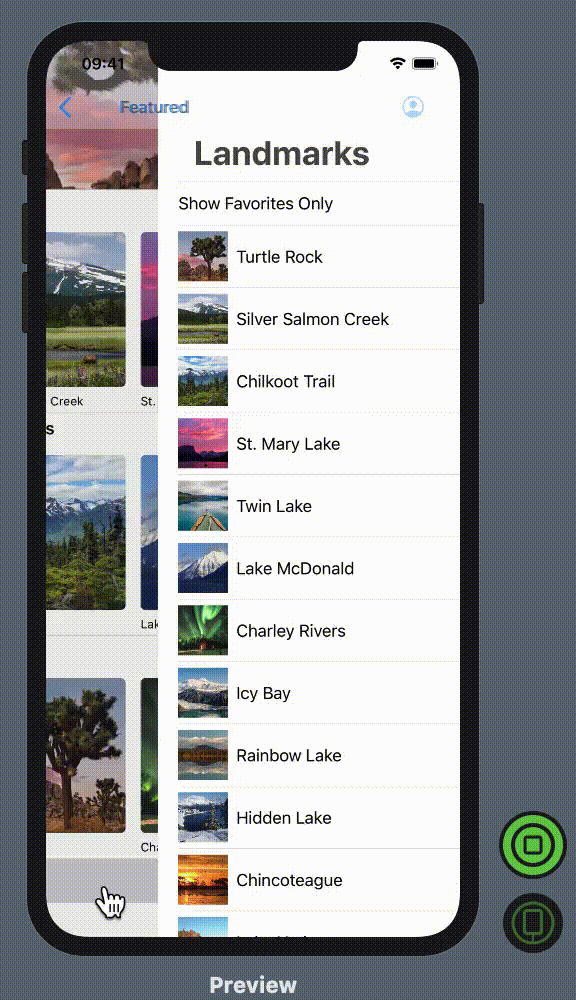 09:41
Featured
Landmarks
Show Favorites Only
Turtle Rock
Silver Salmon Creek
Chilkoot Trail
Creek
St.
St. Mary Lake
s
Twin Lake
Lake McDonald
Lak
Charley Rivers
Icy Bay
Rainbow Lake
Hidden Lake
Cha
Chincoteague
Preview